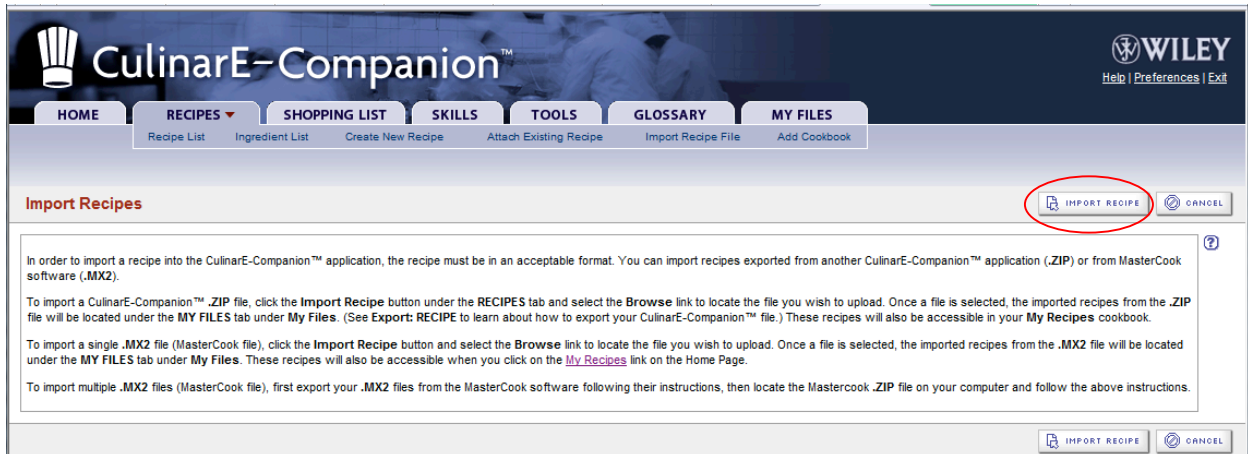 CulinarE-Companion™
WILEY
Help | Preferences | Exit
HOME RECIPES SHOPPING LIST SKILLS TOOLS GLOSSARY MY FILES
Recipe List Ingredient List Create New Recipe Attach Existing Recipe Import Recipe File Add Cookbook
Import Recipes
IMPORT RECIPE CANCEL
?
In order to import a recipe into the CulinarE-Companion™ application, the recipe must be in an acceptable format. You can import recipes exported from another CulinarE-Companion™ application (.ZIP) or from MasterCook
software (.MX2).
To import a CulinarE-Companion™ .ZIP file, click the Import Recipe button under the RECIPES tab and select the Browse link to locate the file you wish to upload. Once a file is selected, the imported recipes from the .ZIP
file will be located under the MY FILES tab under My Files. (See Export: RECIPE to learn about how to export your CulinarE-Companion™ file.) These recipes will also be accessible in your My Recipes cookbook.
To import a single .MX2 file (MasterCook file), click the Import Recipe button and select the Browse link to locate the file you wish to upload. Once a file is selected, the imported recipes from the .MX2 file will be located
under the MY FILES tab under My Files. These recipes will also be accessible when you click on the My Recipes link on the Home Page.
To import multiple .MX2 files (MasterCook file), first export your .MX2 files from the MasterCook software following their instructions, then locate the Mastercook .ZIP file on your computer and follow the above instructions.
IMPORT RECIPE CANCEL